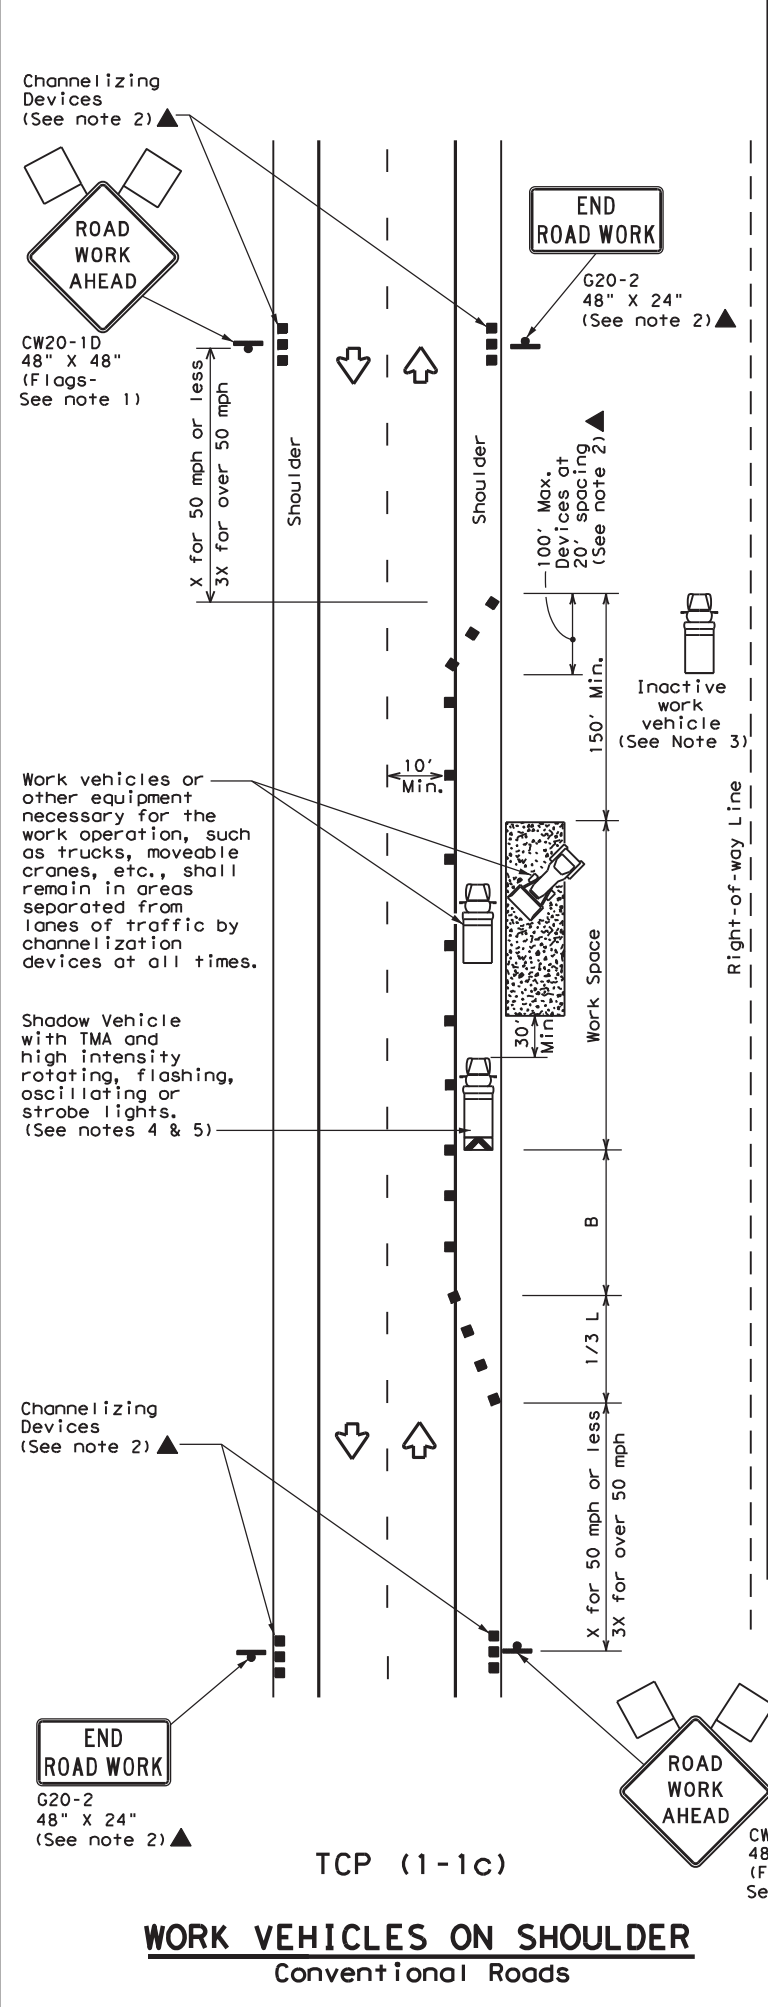 Channelizing
Devices
(See note 2)▲
ROAD
WORK
AHEAD
CW20-1D
48" X 48"
(Flags-
See note 1)
END
ROAD WORK
G20-2
48" X 24"
(See note 2)▲
X for 50 mph or less
3X for over 50 mph
Shoulder
Shoulder
100' Max.
Devices at
20' spacing
(See note 2)▲
150' Min.
Inactive
work
vehicle
(See Note 3)
Right-of-way Line
10'
Min.
Work vehicles or
other equipment
necessary for the
work operation, such
as trucks, moveable
cranes, etc., shall
remain in areas
separated from
lanes of traffic by
channelization
devices at all times.
Work Space
30'
Min
Shadow Vehicle
with TMA and
high intensity
rotating, flashing,
oscillating or
strobe lights.
(See notes 4 & 5)
B
1/3 L
Channelizing
Devices
(See note 2)▲
X for 50 mph or less
3X for over 50 mph
END
ROAD WORK
G20-2
48" X 24"
(See note 2)▲
ROAD
WORK
AHEAD
CW
48
(F
Se
TCP (1-1c)
WORK VEHICLES ON SHOULDER
Conventional Roads